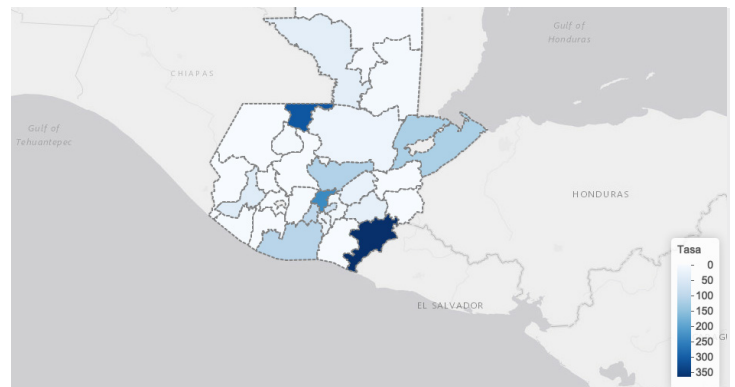 Gulf of
Honduras
CHIAPAS
Gulf of
Tehuantepec
HONDURAS
EL SALVADOR
Tasa
0
50
100
150
200
250
300
350